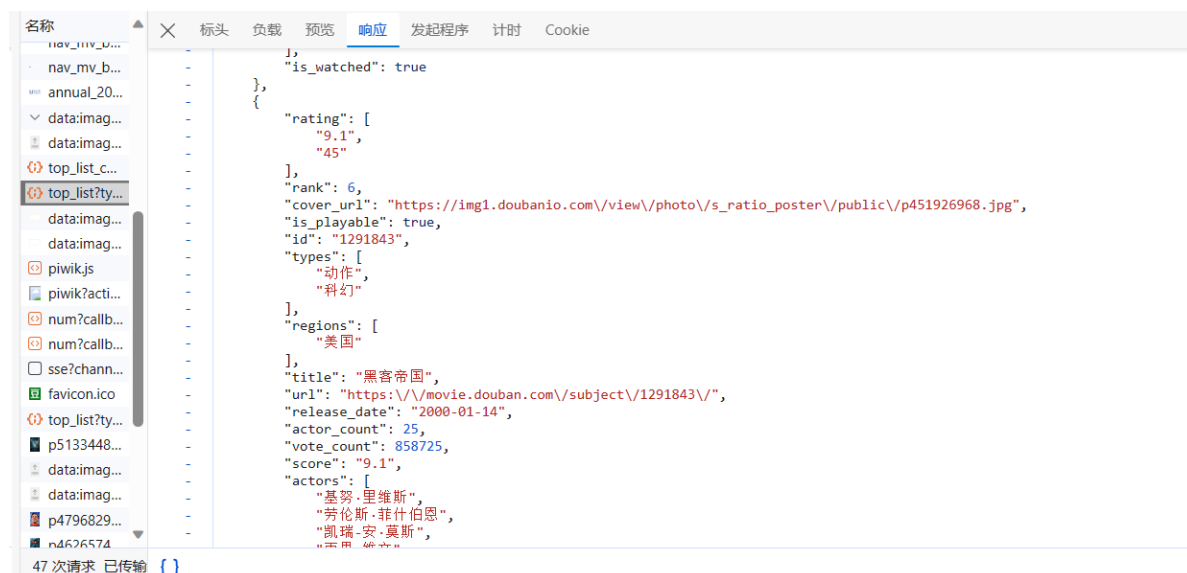 名称
标头 负载 预览 响应 发起程序 计时 Cookie
nav_mv_b...
nav_mv_b...
annual_20...
data:imag...
data:imag...
top_list_c...
top_list?ty...
data:imag...
data:imag...
piwik.js
piwik?acti...
num?callb...
num?callb...
sse?chann...
favicon.ico
top_list?ty...
p5133448...
data:imag...
data:imag...
p4796829...
p4626574
47 次请求 已传输
{ }
],
"is_watched": true
},
{
"rating": [
"9.1",
"45"
],
"rank": 6,
"cover_url": "https://img1.doubanio.com\/view\/photo\/s_ratio_poster\/public\/p451926968.jpg",
"is_playable": true,
"id": "1291843",
"types": [
"动作",
"科幻"
],
"regions": [
"美国"
],
"title": "黑客帝国",
"url": "https:\/\/movie.douban.com\/subject\/1291843\/",
"release_date": "2000-01-14",
"actor_count": 25,
"vote_count": 858725,
"score": "9.1",
"actors": [
"基努·里维斯",
"劳伦斯·菲什伯恩",
"凯瑞-安·莫斯",